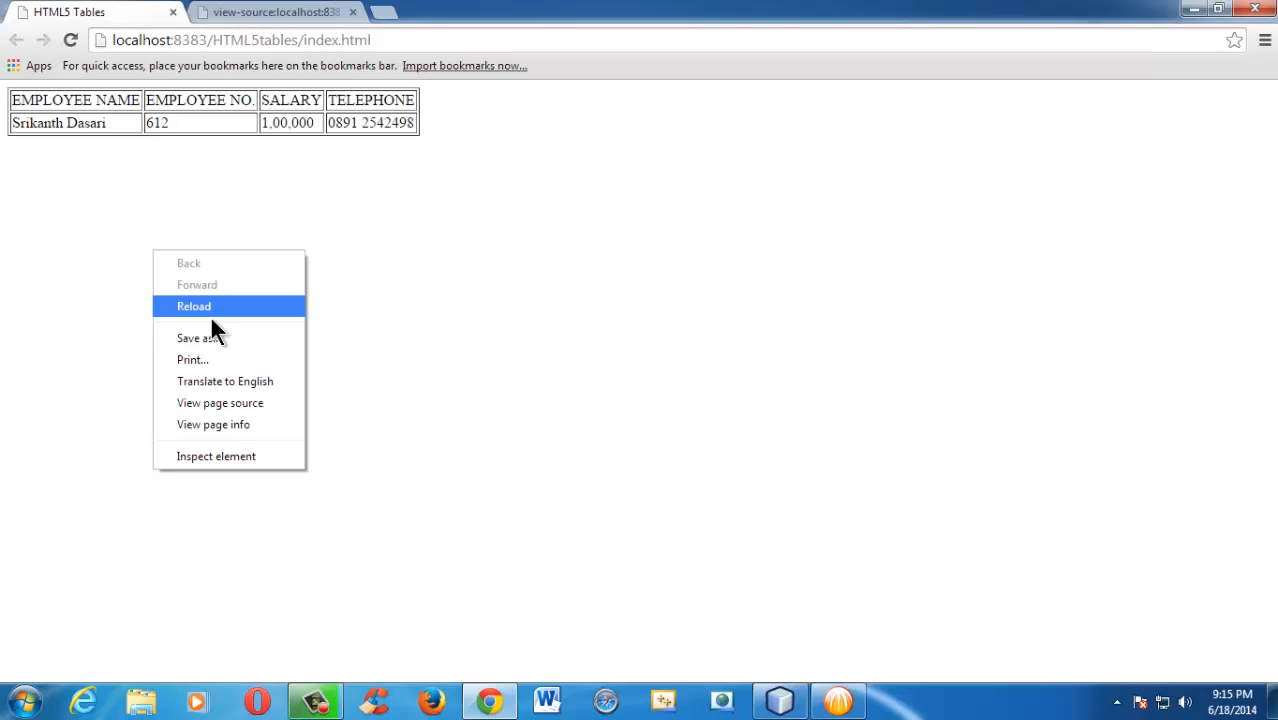 HTML5 Tables
view-source:localhost:838
localhost:8383/HTML5tables/index.html
Apps For quick access, place your bookmarks here on the bookmarks bar. Import bookmarks now...
EMPLOYEE NAME EMPLOYEE NO. SALARY TELEPHONE
Srikanth Dasari 612 1,00,000 0891 2542498
Back
Forward
Reload
Save as...
Print...
Translate to English
View page source
View page info
Inspect element
9:15 PM
6/18/2014